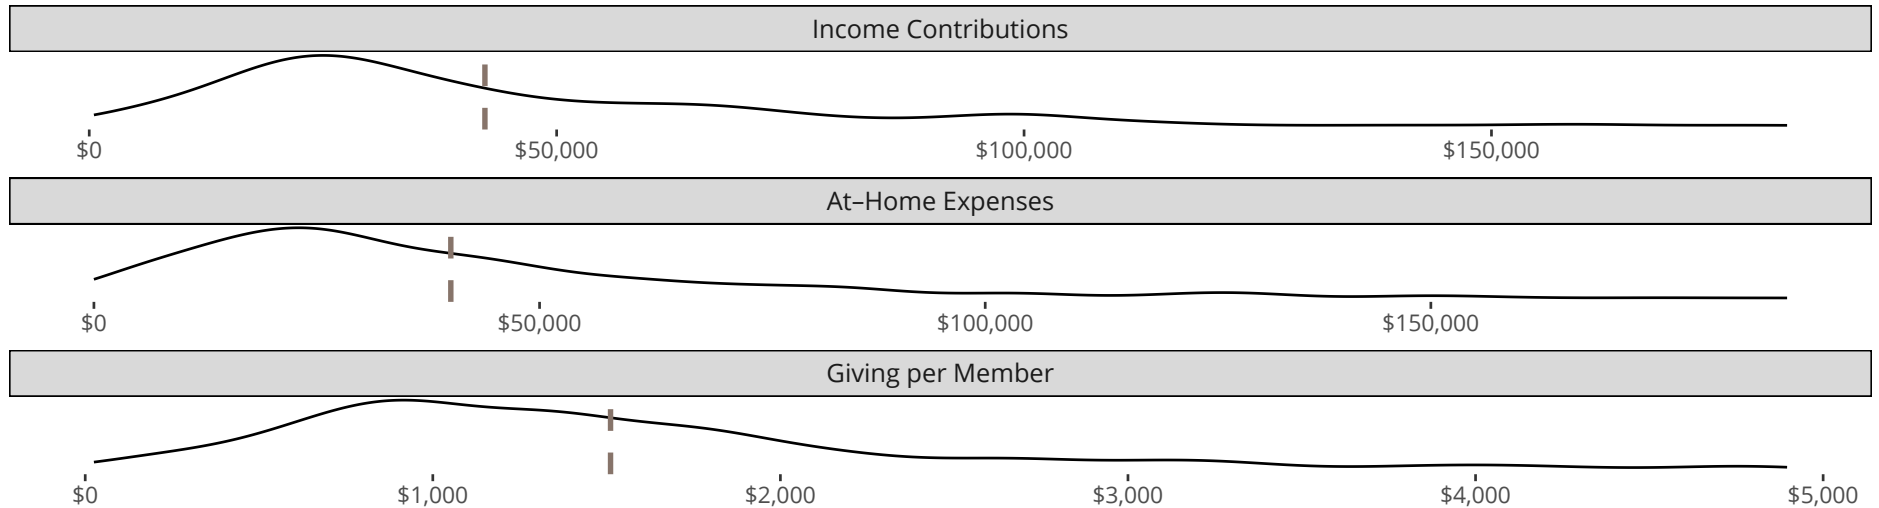 Income Contributions
$0 $50,000 $100,000 $150,000
At–Home Expenses
$0 $50,000 $100,000 $150,000
Giving per Member
$0 $1,000 $2,000 $3,000 $4,000 $5,000